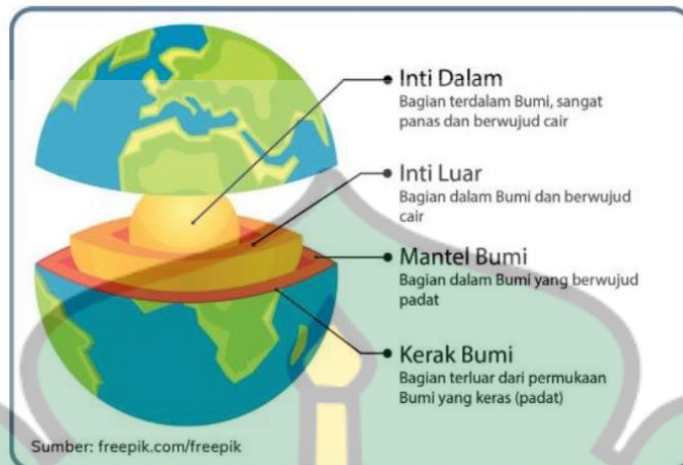 Inti Dalam
Bagian terdalam Bumi, sangat
panas dan berwujud cair
Inti Luar
Bagian dalam Bumi dan berwujud
cair
Mantel Bumi
Bagian dalam Bumi yang berwujud
padat
Kerak Bumi
Bagian terluar dari permukaan
Bumi yang keras (padat)
Sumber: freepik.com/freepik